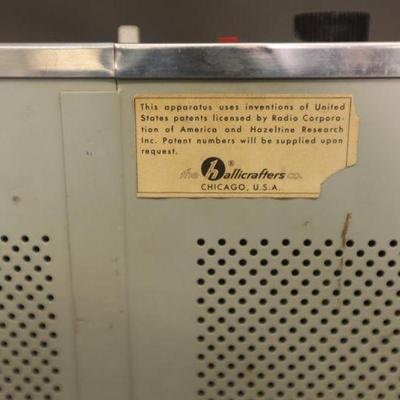 This apparatus uses inventions of United
States patents licensed by Radio Corpora-
tion of America and Hazeltine Research
Inc. Patent numbers will be supplied upon
request.
the hallicrafters co.
CHICAGO, U.S.A.